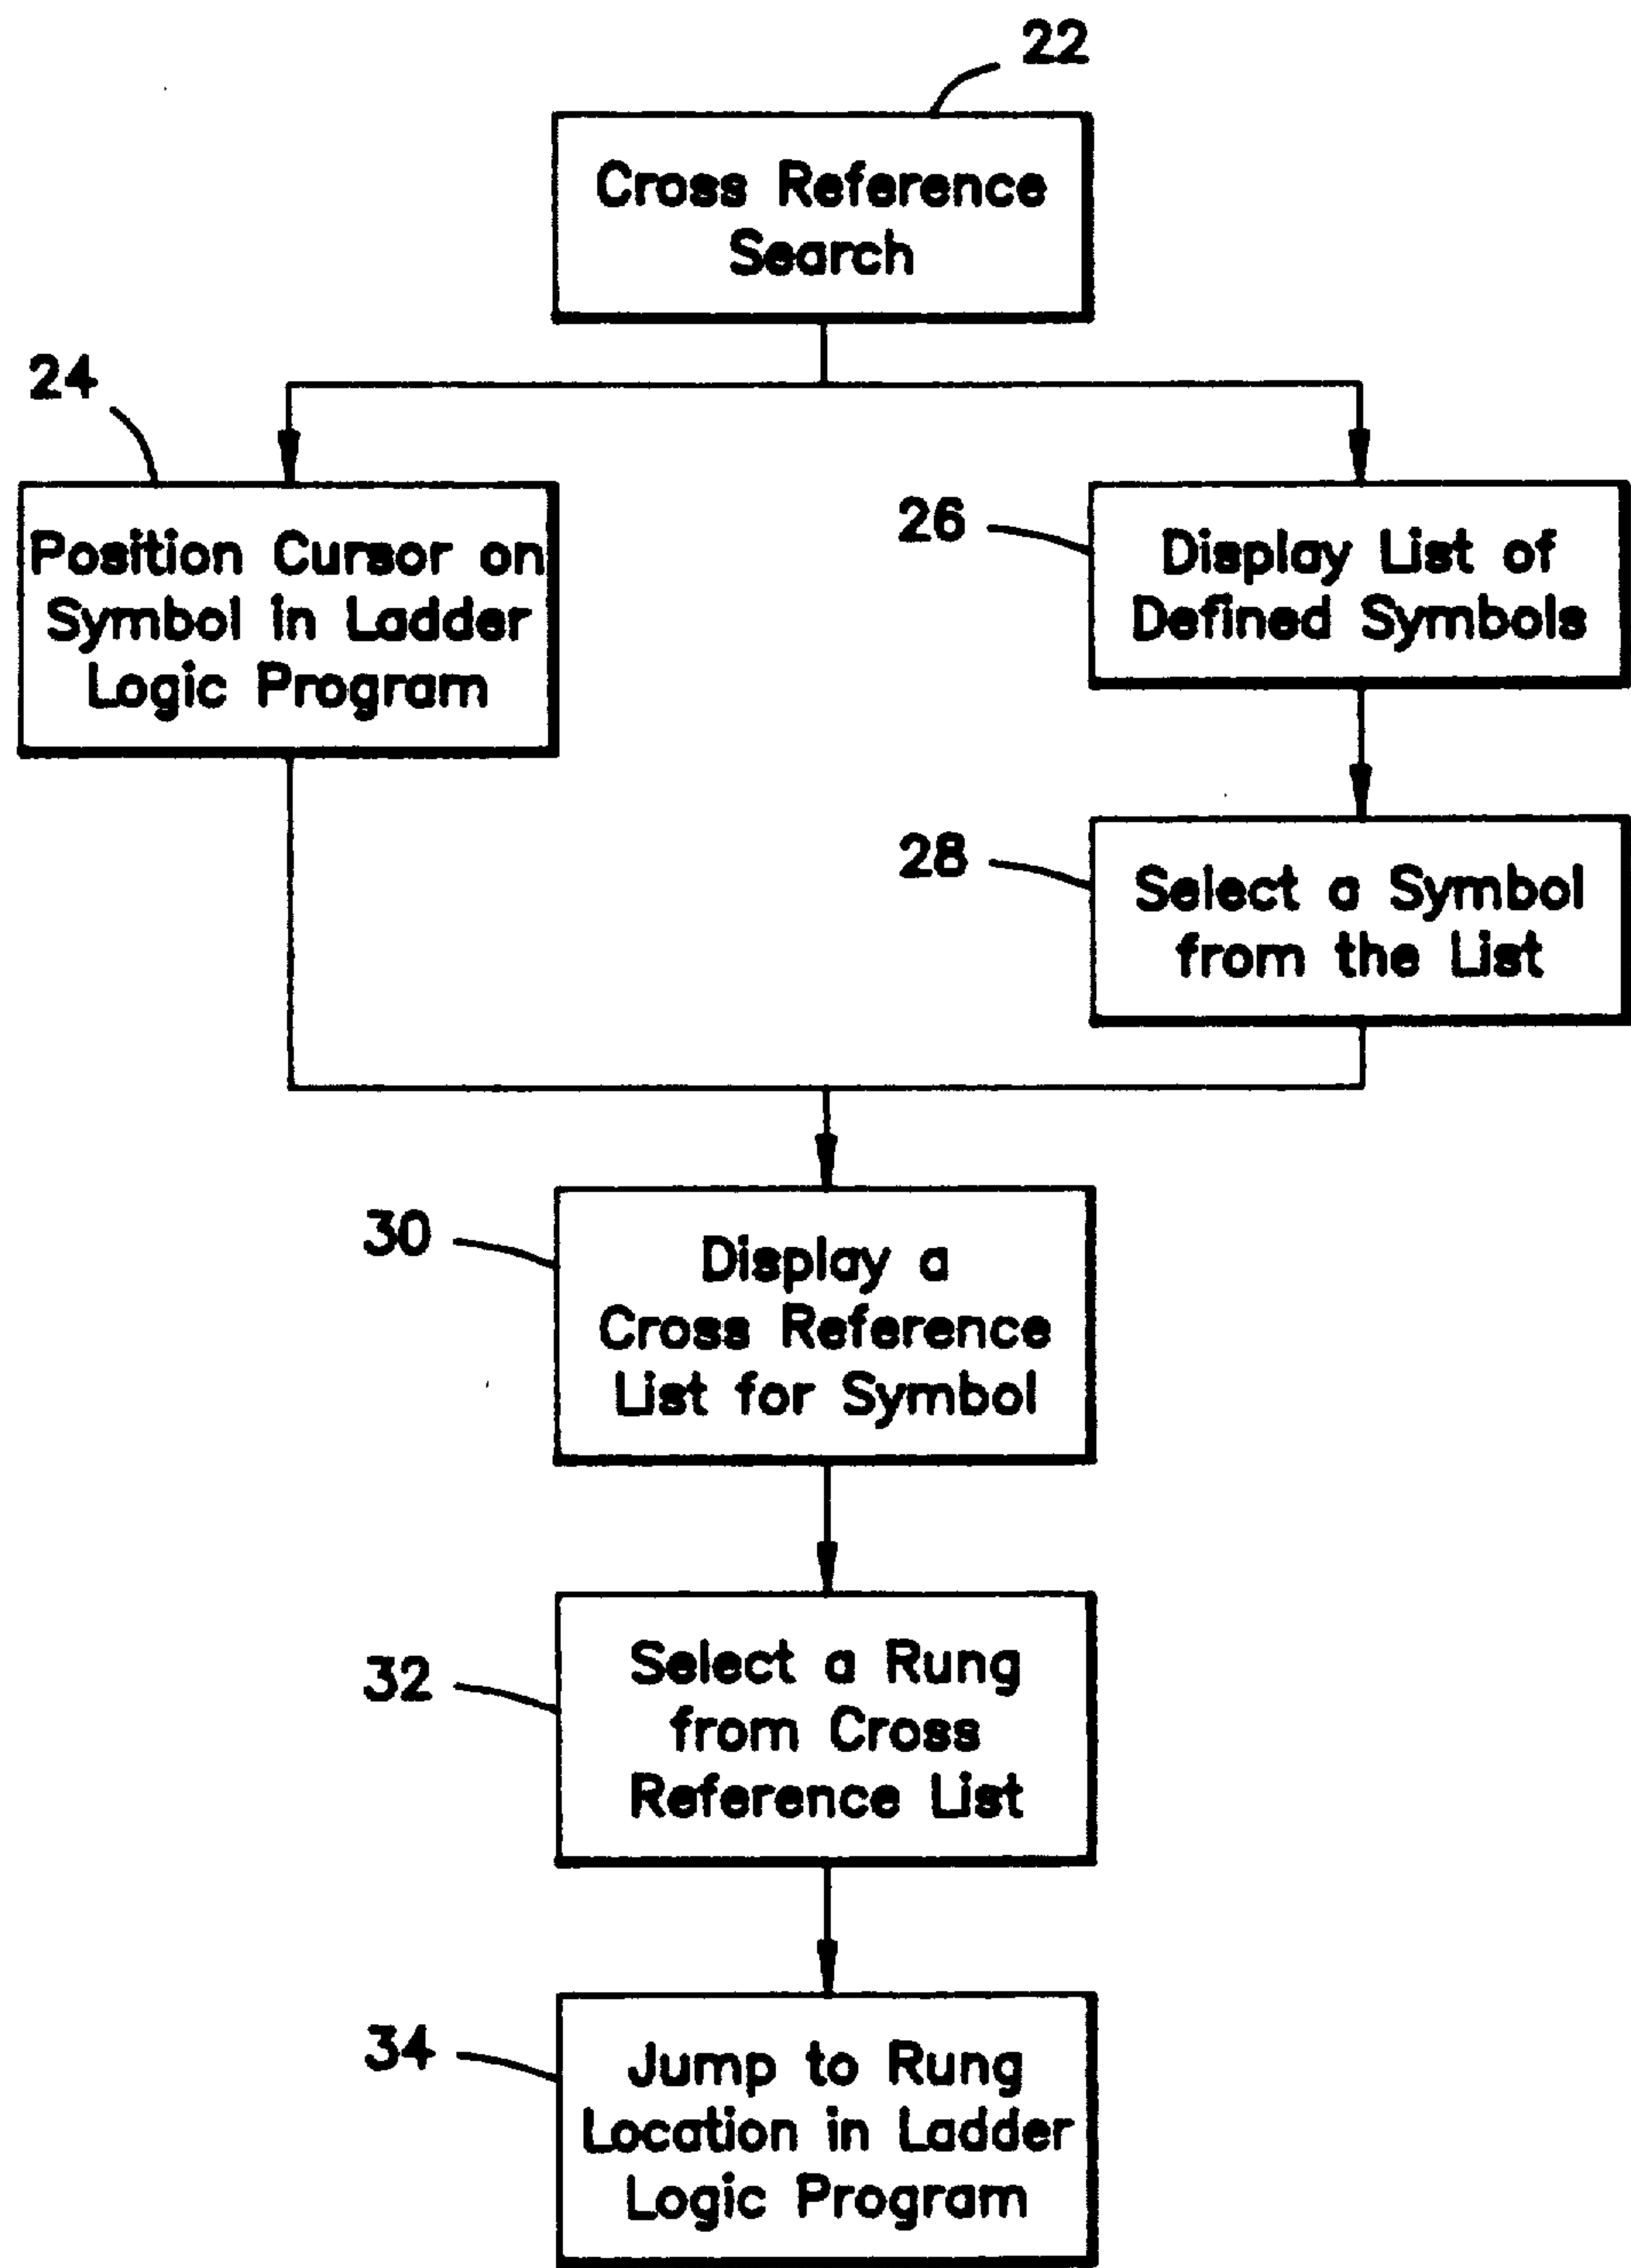 22
Cross Reference
Search
24
Position Cursor on
Symbol in Ladder
Logic Program
26
Display List of
Defined Symbols
28
Select a Symbol
from the List
30
Display a
Cross Reference
List for Symbol
32
Select a Rung
from Cross
Reference List
34
Jump to Rung
Location in Ladder
Logic Program